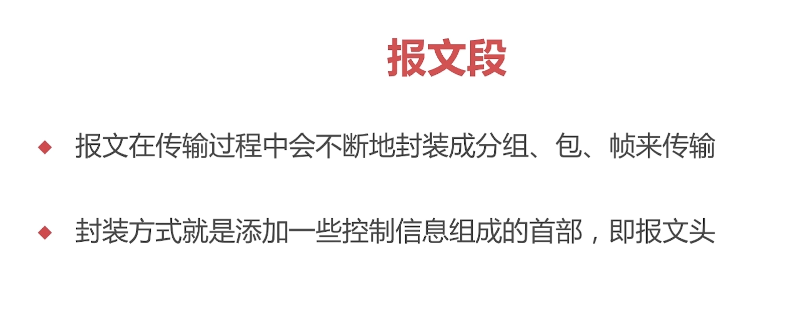 报文段
报文在传输过程中会不断地封装成分组、包、帧来传输
封装方式就是添加一些控制信息组成的首部，即报文头